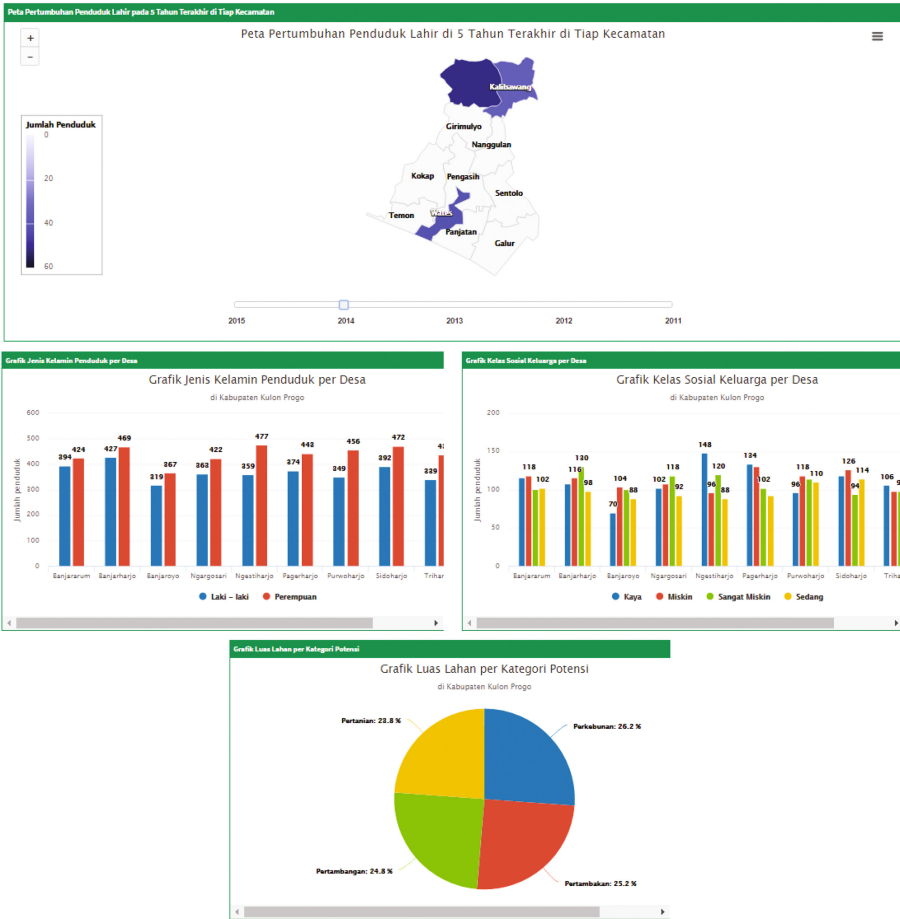 Peta Pertumbuhan Penduduk Lahir pada 5 Tahun Terakhir di Tiap Kecamatan
Peta Pertumbuhan Penduduk Lahir di 5 Tahun Terakhir di Tiap Kecamatan
+
-
Jumlah Penduduk
0
20
40
60
Kalibawang
Girimulyo
Nanggulan
Kokap
Pengasih
Sentolo
Temon
Wates
Panjatan
Galur
2015
2014
2013
2012
2011
Grafik Jenis Kelamin Penduduk per Desa
Grafik Jenis Kelamin Penduduk per Desa
di Kabupaten Kulon Progo
Jumlah penduduk
600
500
400
300
200
100
0
394 424 427 469 319 367 363 422 359 477 374 443 349 456 392 472 339
Banjararum Banjarharjo Banjaroyo Ngargosari Ngestiharjo Pagerharjo Purwoharjo Sidoharjo Trihar
Laki - laki Perempuan
Grafik Kelas Sosial Keluarga per Desa
Grafik Kelas Sosial Keluarga per Desa
di Kabupaten Kulon Progo
Jumlah penduduk
200
150
100
50
0
118 102 116 130 98 70 104 88 102 118 92 148 96 120 88 134 102 96 118 110 126 94 114 106 9
Banjararum Banjarharjo Banjaroyo Ngargosari Ngestiharjo Pagerharjo Purwoharjo Sidoharjo Triha
Kaya Miskin Sangat Miskin Sedang
Grafik Luas Lahan per Kategori Potensi
Grafik Luas Lahan per Kategori Potensi
di Kabupaten Kulon Progo
Pertanian: 23.8 %
Perkebunan: 26.2 %
Pertambangan: 24.8 %
Pertambakan: 25.2 %